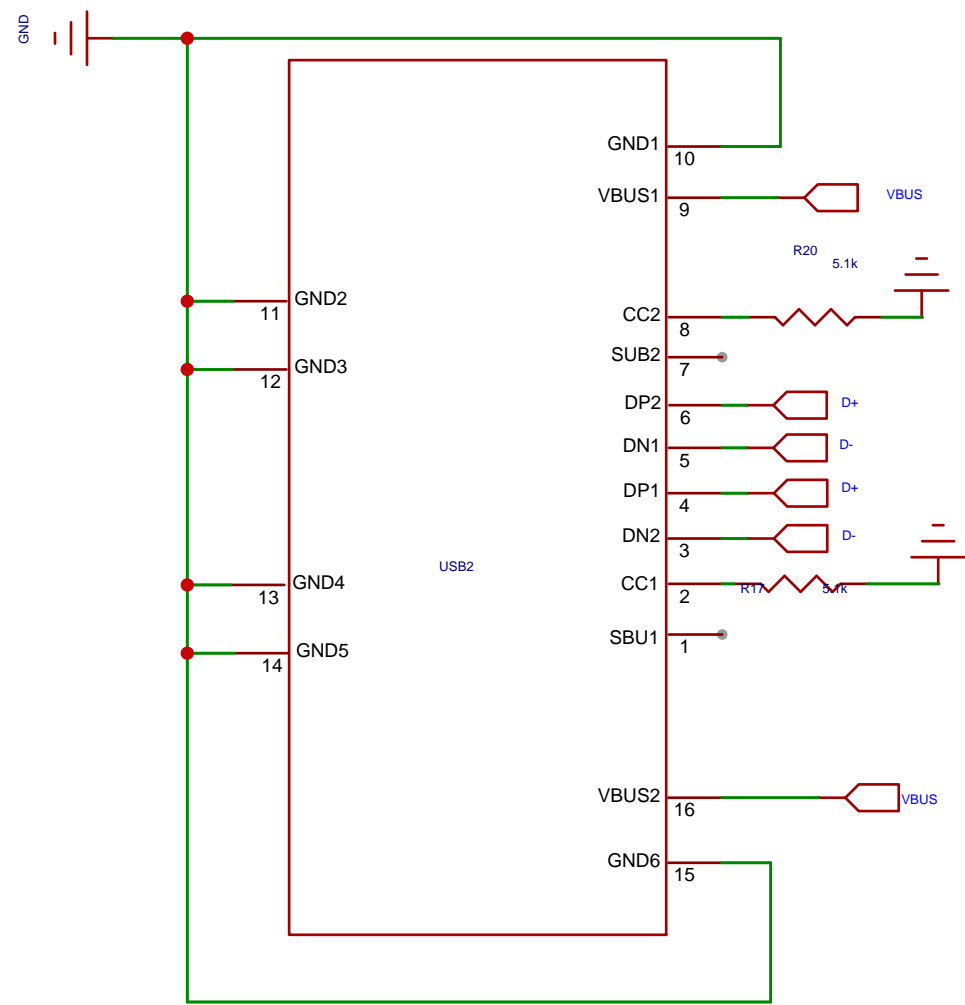 GND
GND1
10
VBUS1
9
VBUS
R20
5.1k
GND2
11
CC2
8
SUB2
7
GND3
12
DP2
6
D+
DN1
5
D-
DP1
4
D+
DN2
3
D-
USB2
GND4
13
CC1
2
R17
5.1k
SBU1
1
GND5
14
VBUS2
16
VBUS
GND6
15